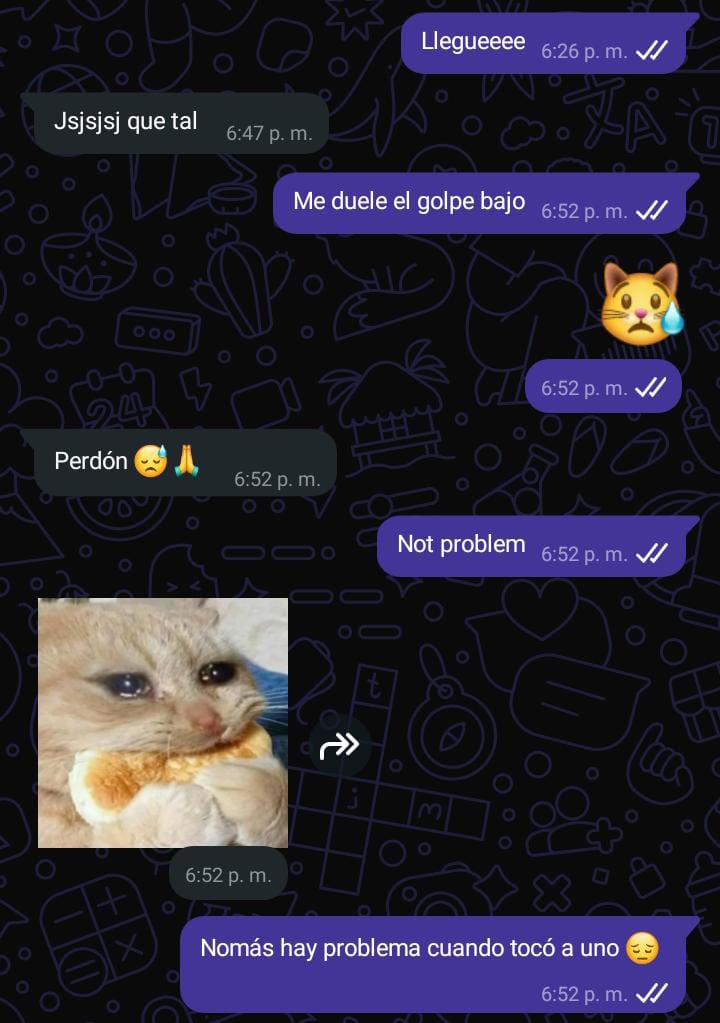 Llegueeee 6:26 p. m.
Jsjsjsj que tal 6:47 p. m.
Me duele el golpe bajo 6:52 p. m.
😿
6:52 p. m.
Perdón 😓🙏 6:52 p. m.
Not problem 6:52 p. m.
6:52 p. m.
Nomás hay problema cuando tocó a uno 😔
6:52 p. m.